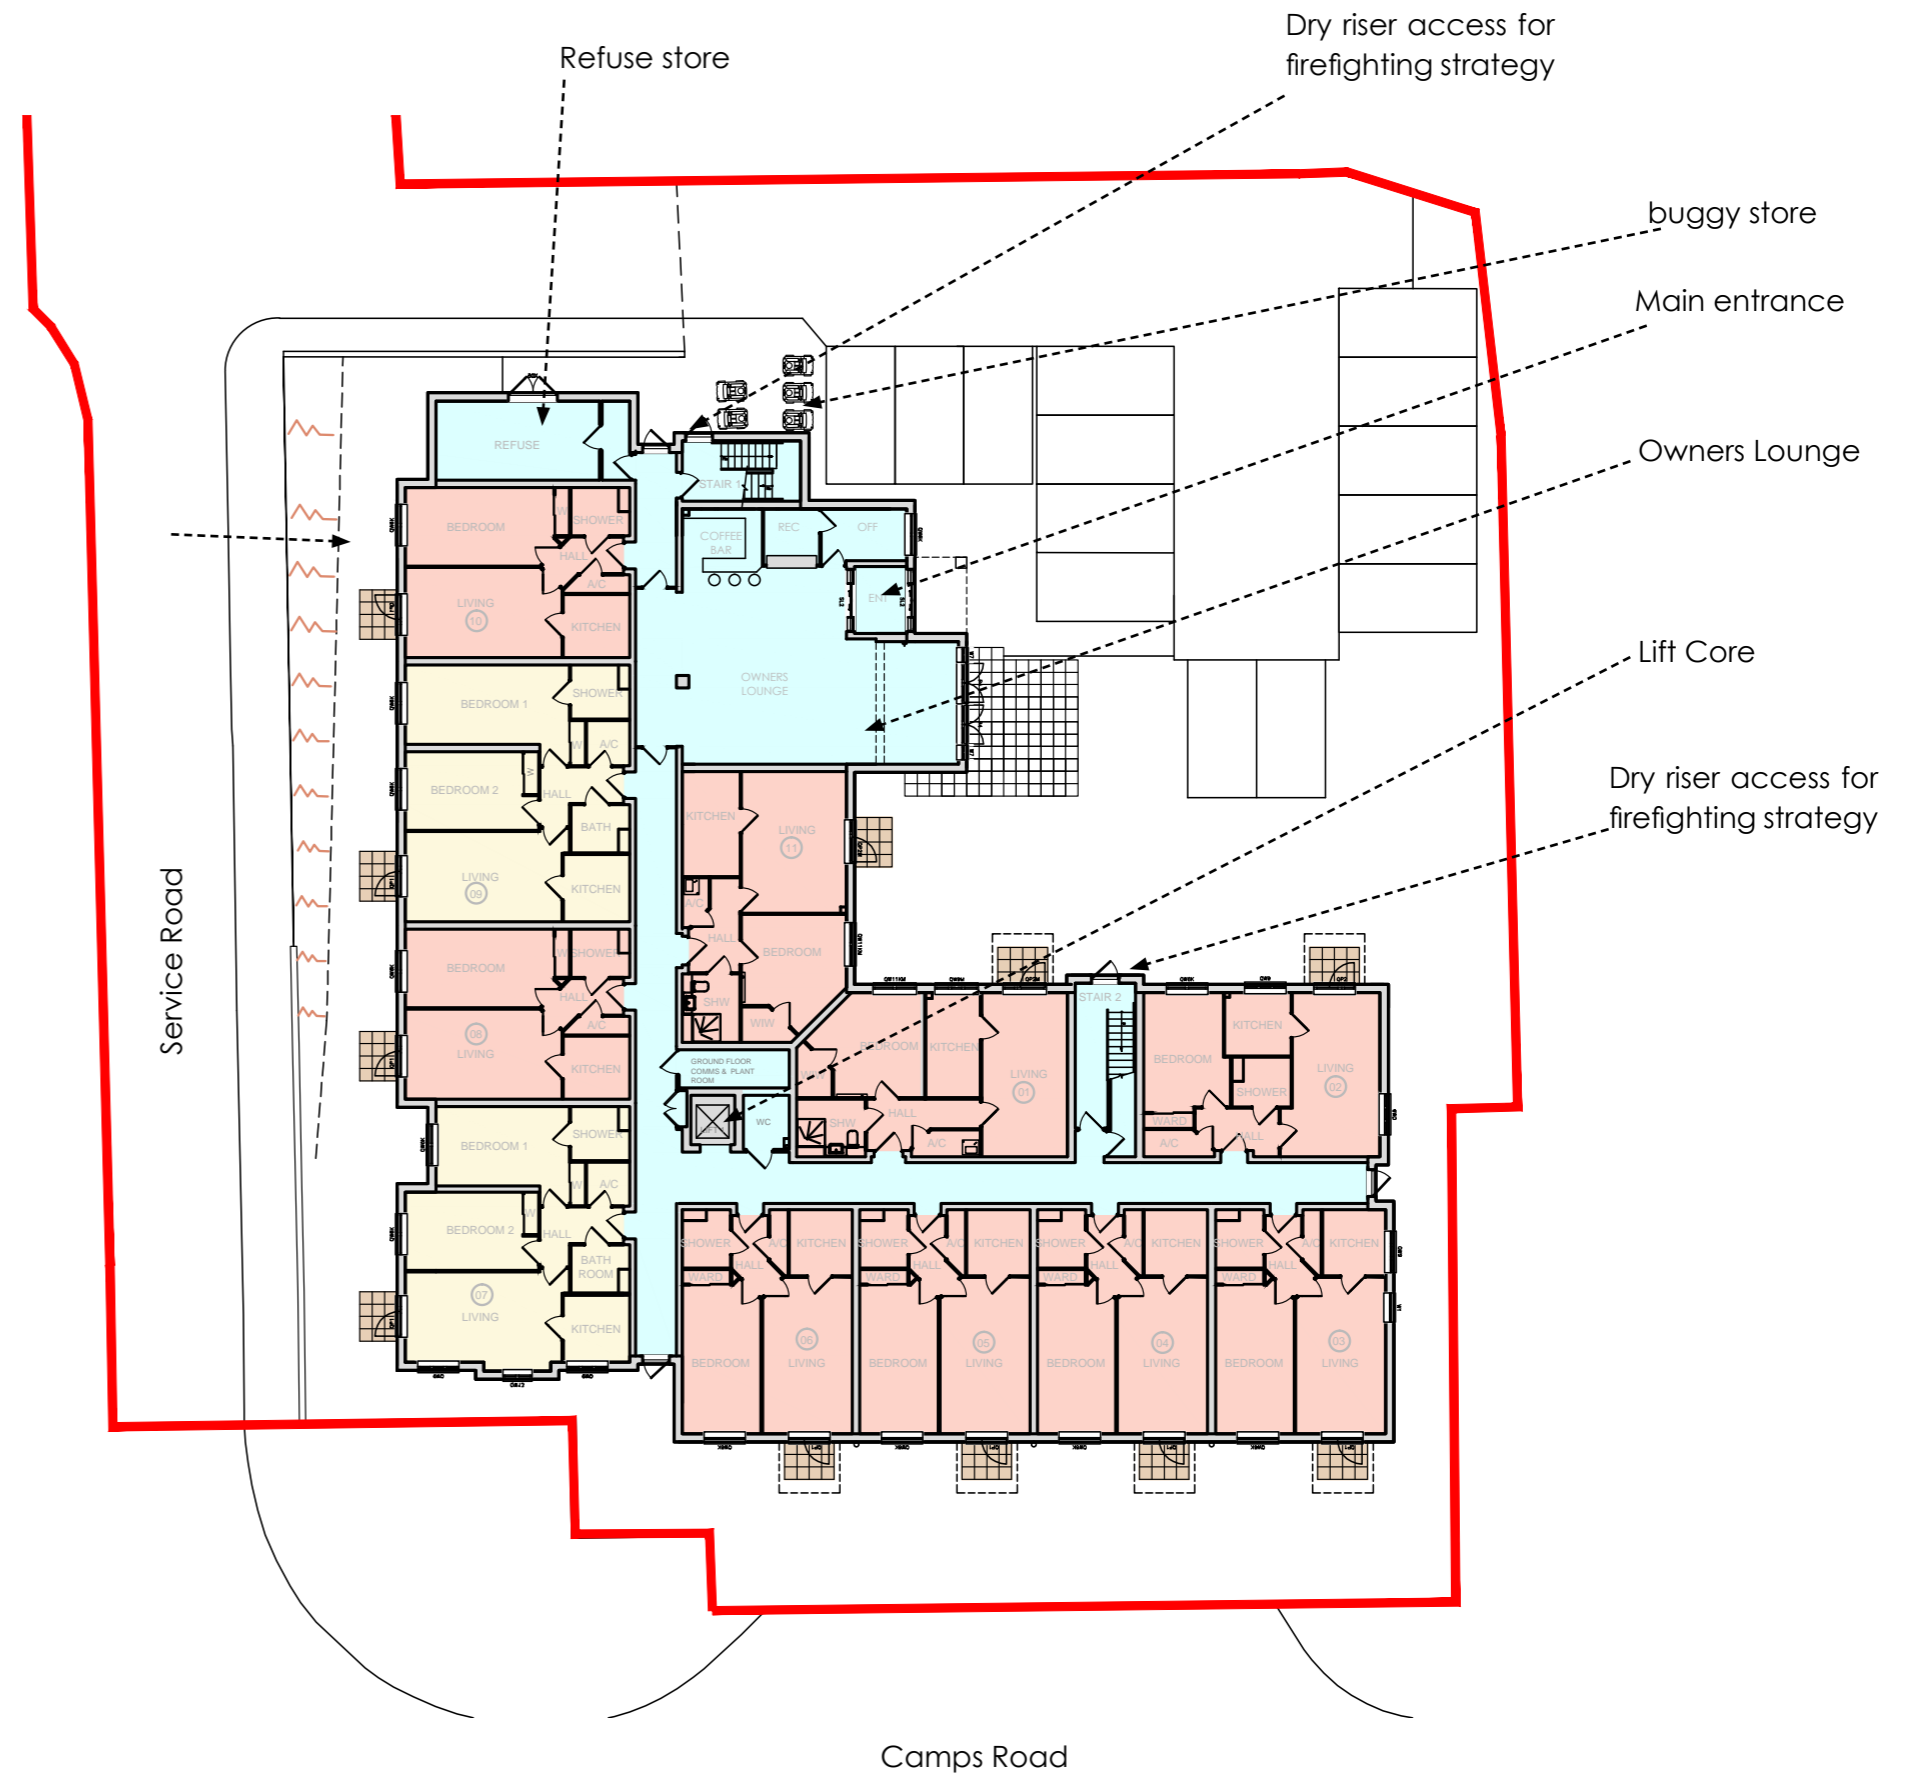 Dry riser access for
firefighting strategy
Refuse store
buggy store
Main entrance
Owners Lounge
Lift Core
Dry riser access for
firefighting strategy
Service Road
Camps Road
REFUSE
STAIR 1
COFFEE
BAR
REC
OFF
ENT
OWNERS
LOUNGE
BEDROOM
W
SHOWER
HALL
A/C
LIVING
10
KITCHEN
BEDROOM 1
SHOWER
W
A/C
BEDROOM 2
W
HALL
BATH
LIVING
09
KITCHEN
BEDROOM
W
SHOWER
HALL
A/C
08
LIVING
KITCHEN
BEDROOM 1
SHOWER
W
A/C
BEDROOM 2
W
HALL
BATH
ROOM
07
LIVING
KITCHEN
KITCHEN
LIVING
11
A/C
HALL
BEDROOM
SHW
WIW
GROUND FLOOR
COMMS & PLANT
ROOM
LIFT
WC
BEDROOM
KITCHEN
WIW
LIVING
01
SHW
HALL
A/C
STAIR 2
BEDROOM
KITCHEN
SHOWER
LIVING
02
WARD
A/C
HALL
SHOWER
A/C
KITCHEN
HALL
WARD
06
BEDROOM
LIVING
SHOWER
A/C
KITCHEN
HALL
WARD
05
BEDROOM
LIVING
SHOWER
A/C
KITCHEN
HALL
WARD
04
BEDROOM
LIVING
SHOWER
A/C
KITCHEN
HALL
WARD
03
BEDROOM
LIVING